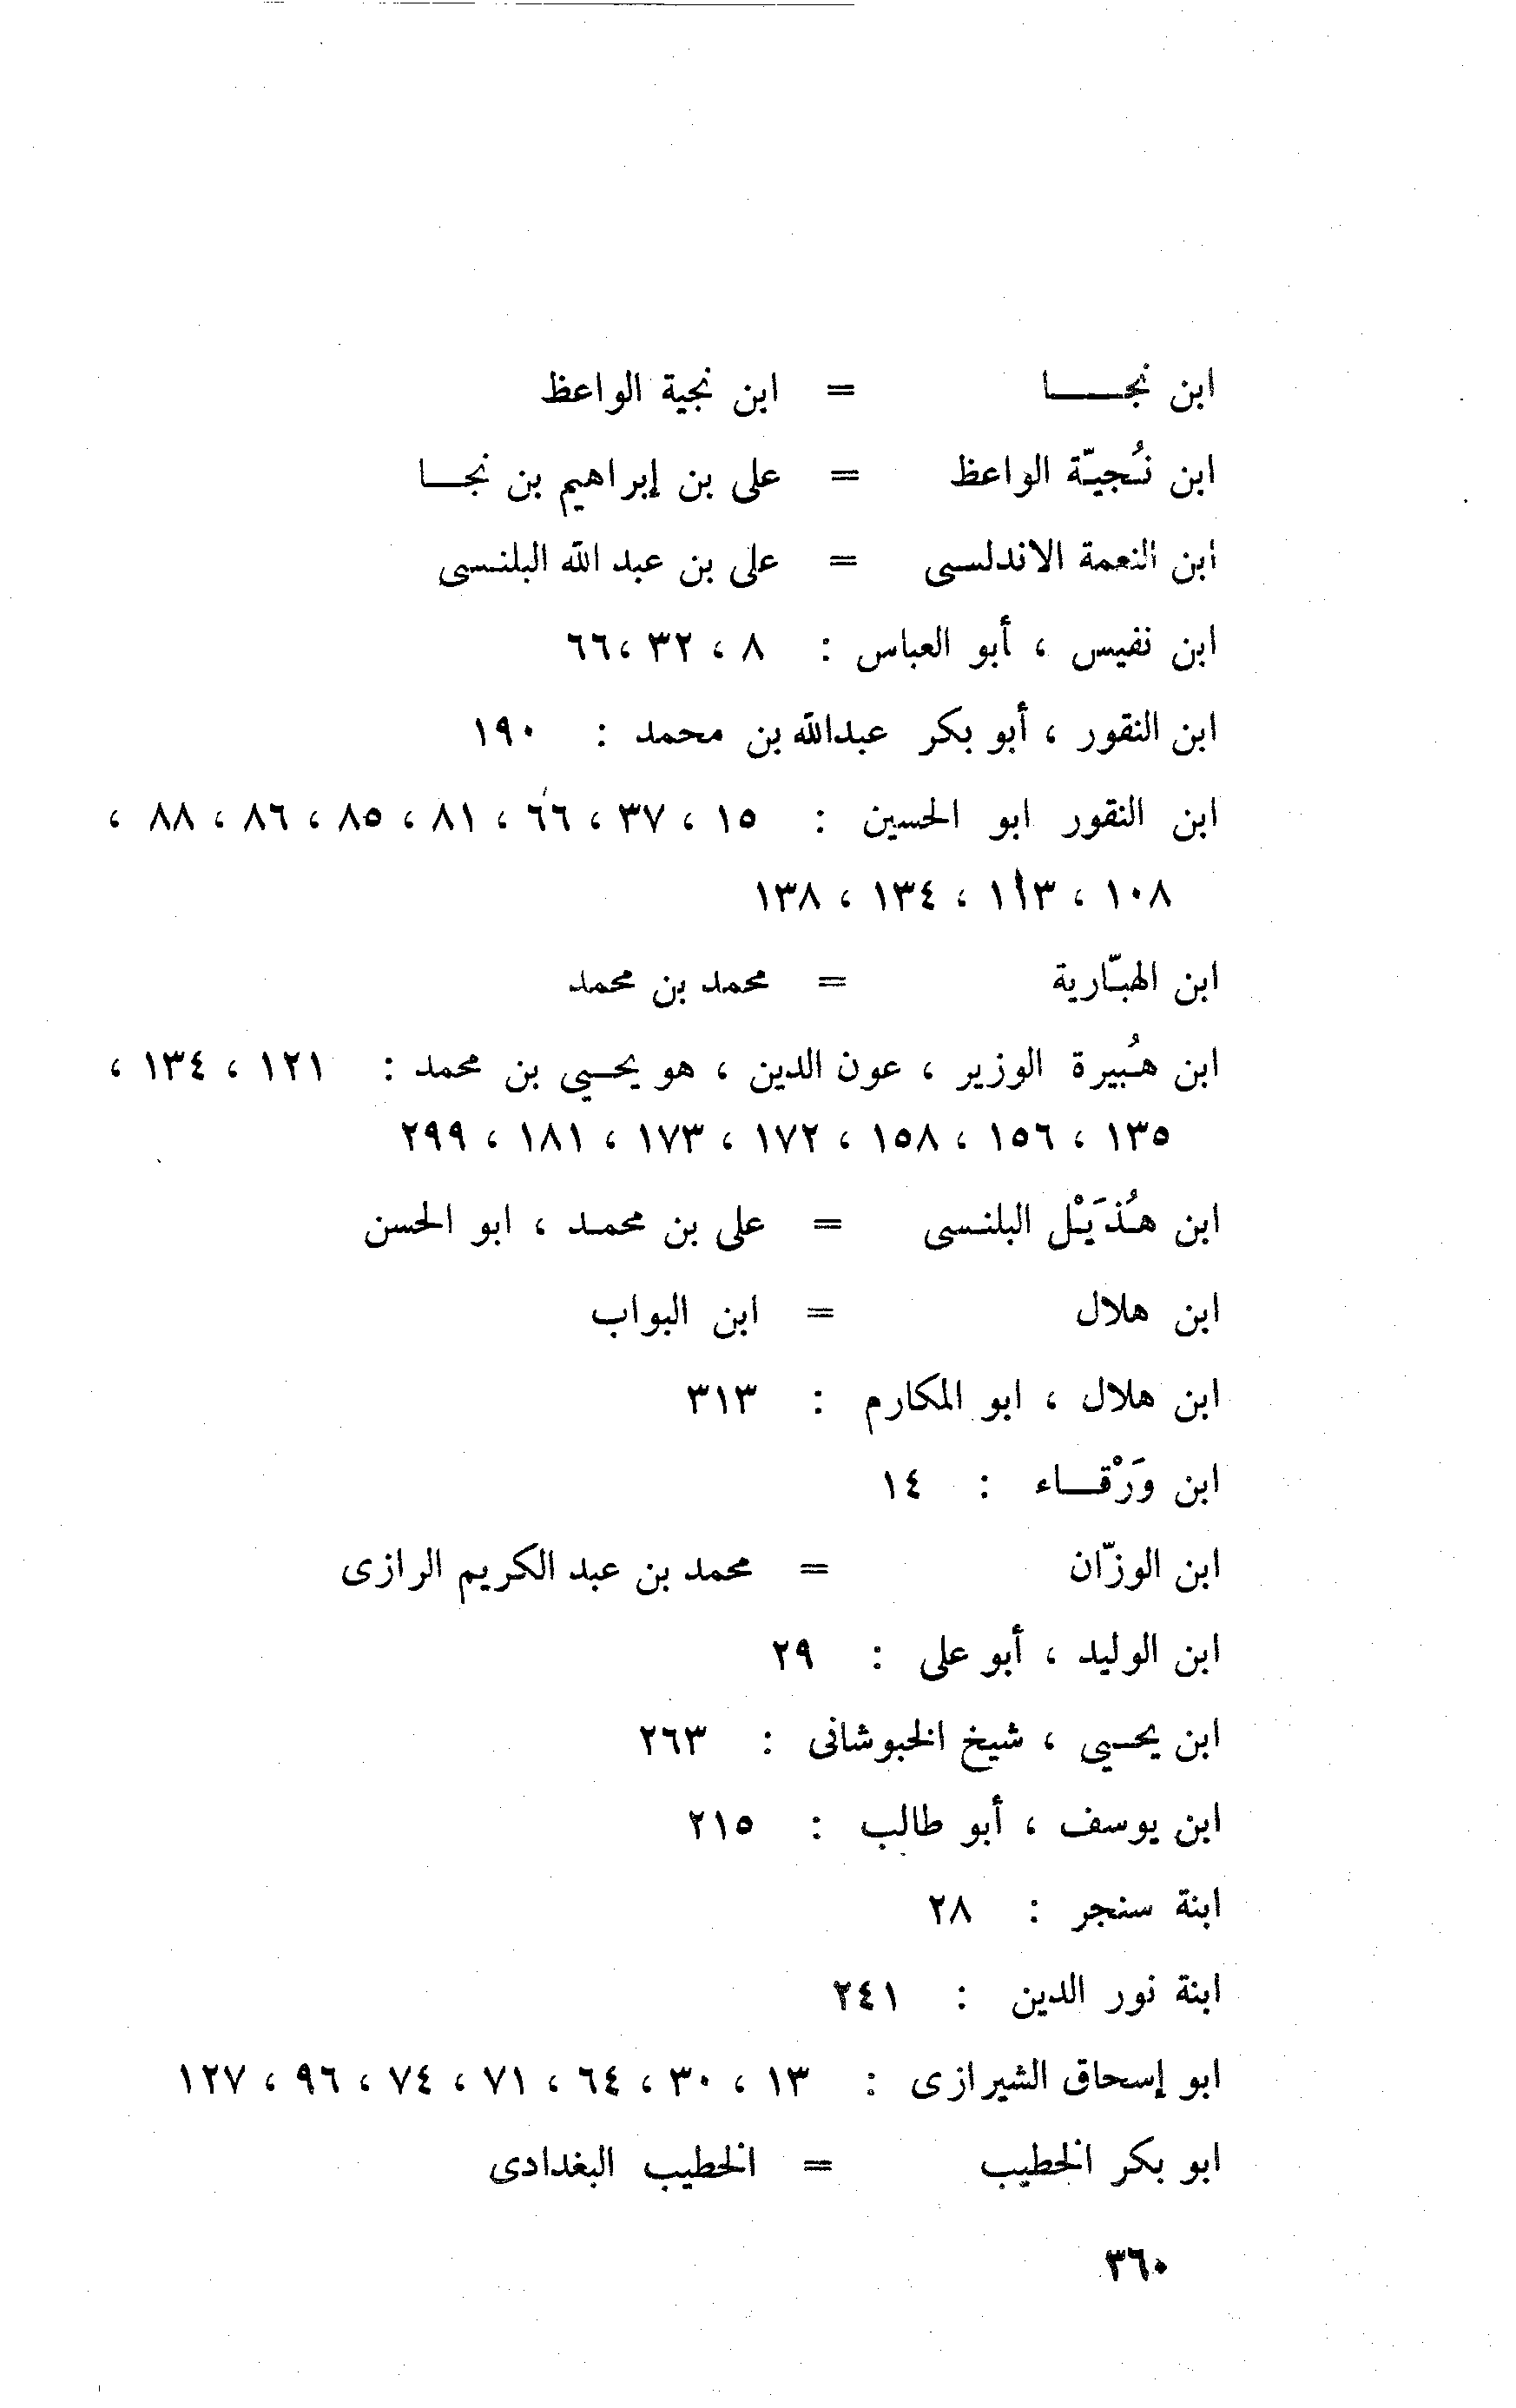 ابن نجـــا = ابن نجية الواعظ
ابن نُجيّة الواعظ = على بن إبراهيم بن نجـا
ابن النعمة الاندلسى = على بن عبد الله البلنسى
ابن نفيس ، أبو العباس : ٨ ، ٣٢ ،٦٦
ابن النقور ، أبو بكر عبدالله بن محمد : ١٩٠
ابن النقور ابو الحسين : ١٥ ، ٣٧ ، ٦٦ ، ٨١ ، ٨٥ ، ٨٦ ، ٨٨ ،
١٠٨ ، ١١٣ ، ١٣٤ ، ١٣٨
ابن الهبّارية = محمد بن محمد
ابن هُبيرة الوزير ، عون الدين ، هو يحـيي بن محمد : ١٢١ ، ١٣٤ ،
١٣٥ ، ١٥٦ ، ١٥٨ ، ١٧٢ ، ١٧٣ ، ١٨١ ، ٢٩٩
ابن هُذَيْل البلنسى = على بن محمـد ، ابو الحسن
ابن هلال = ابن البواب
ابن هلال ، ابو المكارم : ٣١٣
ابن وَرْقـاء : ١٤
ابن الوزّان = محمد بن عبد الكريم الرازى
ابن الوليد ، أبو على : ٢٩
ابن يحـيي ، شيخ الخبوشانى : ٢٦٣
ابن يوسف ، أبو طالب : ٢١٥
ابنة سنجر : ٢٨
ابنة نور الدين : ٢٤١
ابو إسحاق الشيرازى : ١٣ ، ٣٠ ، ٦٤ ، ٧١ ، ٧٤ ، ٩٦ ، ١٢٧
ابو بكر الخطيب = الخطيب البغدادى
٣٦٠